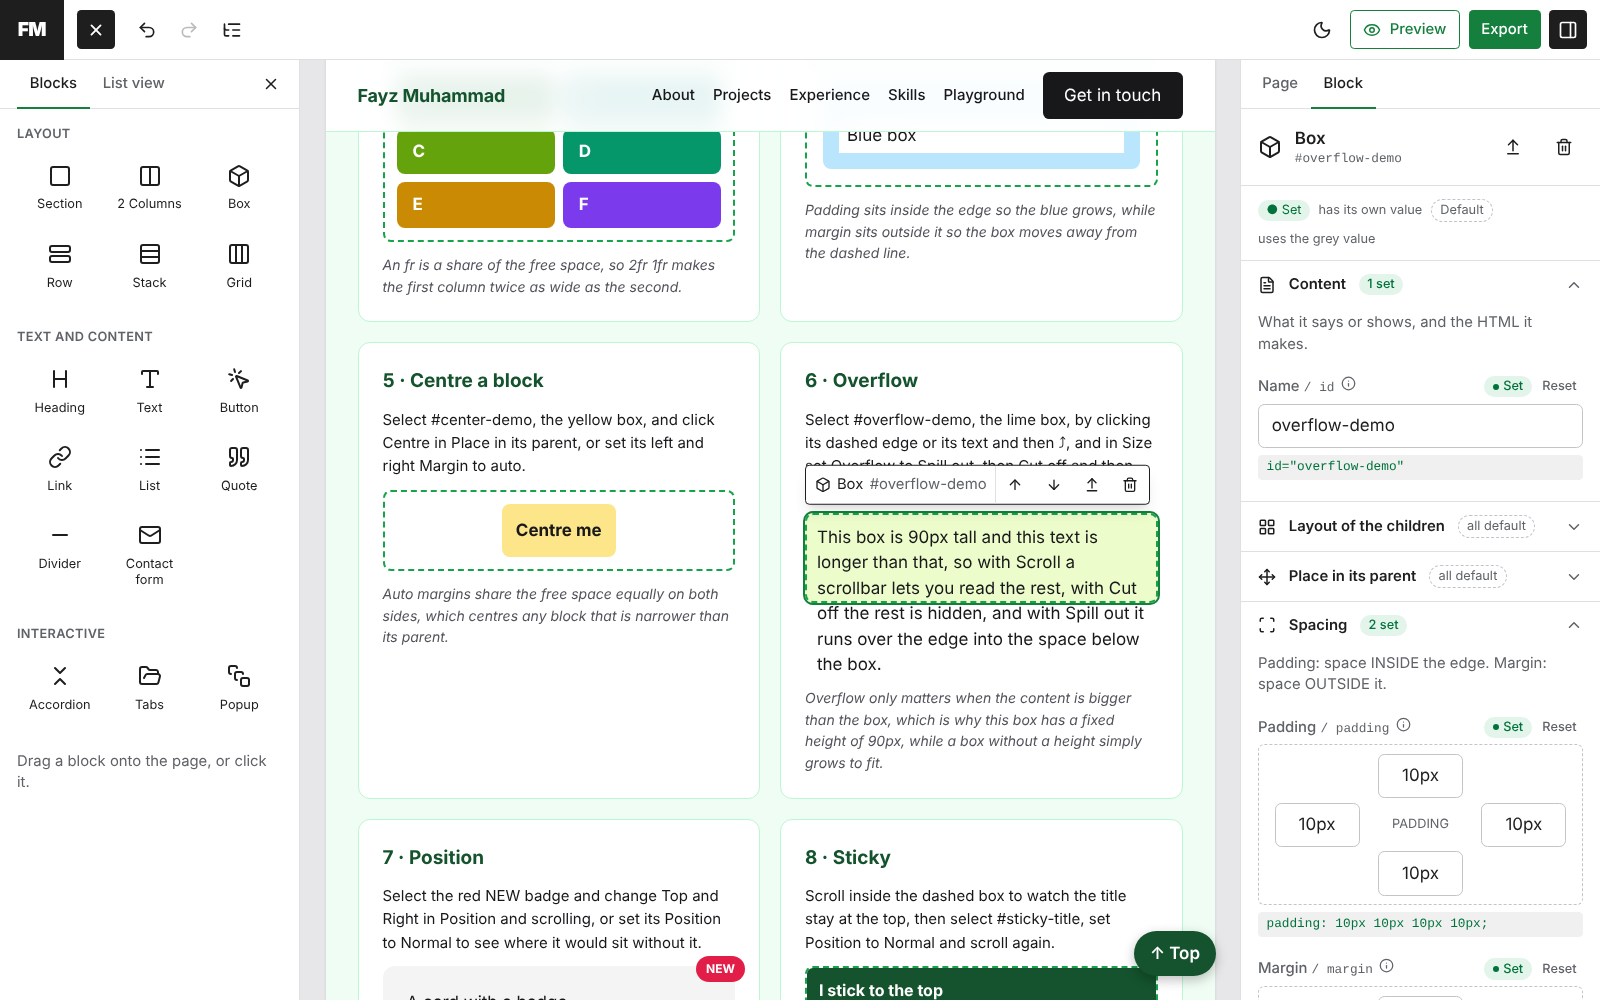 FM
Preview
Export
Blocks
List view
LAYOUT
Section
2 Columns
Box
Row
Stack
Grid
TEXT AND CONTENT
Heading
Text
Button
Link
List
Quote
Divider
Contact
form
INTERACTIVE
Accordion
Tabs
Popup
Drag a block onto the page, or click
it.
Fayz Muhammad
About
Projects
Experience
Skills
Playground
Get in touch
C
D
E
F
An fr is a share of the free space, so 2fr 1fr makes
the first column twice as wide as the second.
Blue box
Padding sits inside the edge so the blue grows, while
margin sits outside it so the box moves away from
the dashed line.
5 · Centre a block
Select #center-demo, the yellow box, and click
Centre in Place in its parent, or set its left and
right Margin to auto.
Centre me
Auto margins share the free space equally on both
sides, which centres any block that is narrower than
its parent.
6 · Overflow
Select #overflow-demo, the lime box, by clicking
its dashed edge or its text and then ⤴, and in Size
set Overflow to Spill out, then Cut off and then
Box #overflow-demo
This box is 90px tall and this text is
longer than that, so with Scroll a
scrollbar lets you read the rest, with Cut
off the rest is hidden, and with Spill out it
runs over the edge into the space below
the box.
Overflow only matters when the content is bigger
than the box, which is why this box has a fixed
height of 90px, while a box without a height simply
grows to fit.
7 · Position
Select the red NEW badge and change Top and
Right in Position and scrolling, or set its Position
to Normal to see where it would sit without it.
NEW
A card with a badge
8 · Sticky
Scroll inside the dashed box to watch the title
stay at the top, then select #sticky-title, set
Position to Normal and scroll again.
↑ Top
I stick to the top
Page
Block
Box
#overflow-demo
Set has its own value Default
uses the grey value
Content 1 set
What it says or shows, and the HTML it
makes.
Name / id Set Reset
overflow-demo
id="overflow-demo"
Layout of the children all default
Place in its parent all default
Spacing 2 set
Padding: space INSIDE the edge. Margin:
space OUTSIDE it.
Padding / padding Set Reset
10px
10px PADDING 10px
10px
padding: 10px 10px 10px 10px;
Margin / margin Set Reset